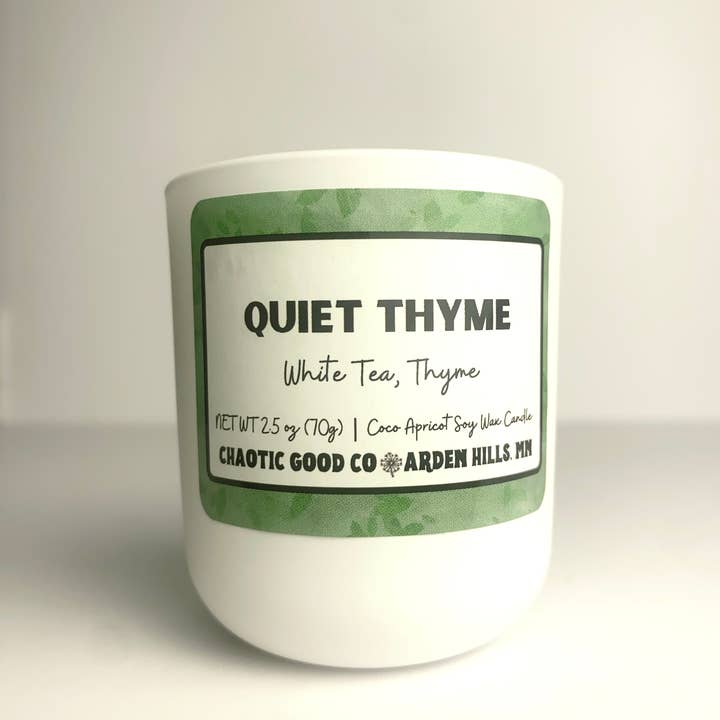 QUIET THYME
White Tea, Thyme
NET WT 2.5 oz (70g) | Coco Apricot Soy Wax Candle
CHAOTIC GOOD CO ARDEN HILLS, MN